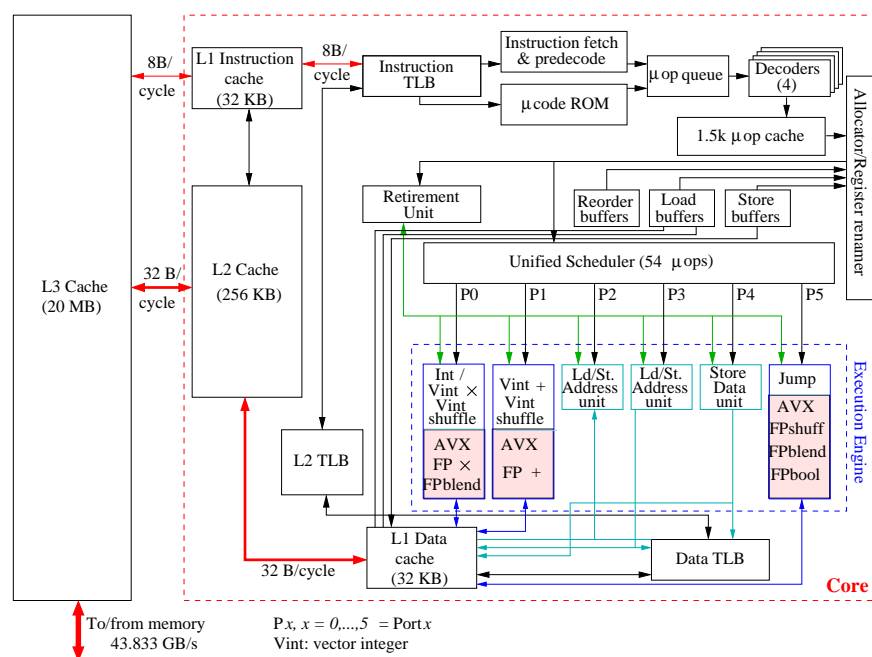 8B/
cycle
L1 Instruction
cache
(32 KB)
8B/
cycle
Instruction
TLB
Instruction fetch
& predecode
μcode ROM
μop queue
Decoders
(4)
1.5k μop cache
Allocator/Register renamer
Retirement
Unit
Reorder
buffers
Load
buffers
Store
buffers
L3 Cache
(20 MB)
32 B/
cycle
L2 Cache
(256 KB)
Unified Scheduler (54 μops)
P0
P1
P2
P3
P4
P5
Int /
Vint ×
Vint
shuffle
AVX
FP ×
FPblend
Vint +
Vint
shuffle
AVX
FP +
Ld/St.
Address
unit
Ld/St.
Address
unit
Store
Data
unit
Jump
AVX
FPshuff
FPblend
FPbool
Execution Engine
L2 TLB
L1 Data
cache
(32 KB)
Data TLB
32 B/cycle
Core
To/from memory
43.833 GB/s
Px, x = 0,...,5 = Port x
Vint: vector integer